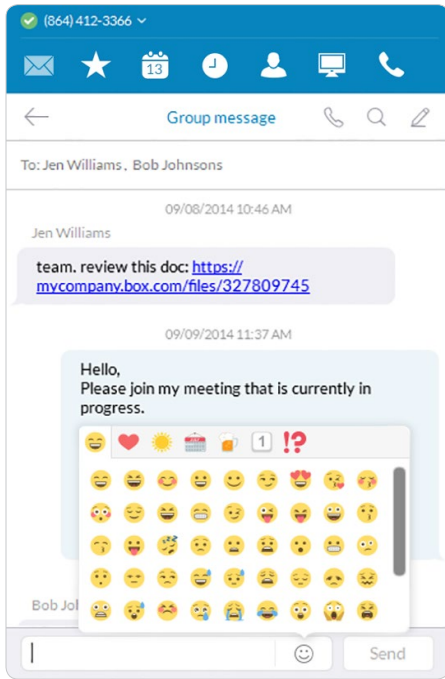 (864) 412-3366
13
Group message
To: Jen Williams, Bob Johnsons
09/08/2014 10:46 AM
Jen Williams
team. review this doc: https://
mycompany.box.com/files/327809745
09/09/2014 11:37 AM
Hello,
Please join my meeting that is currently in
progress.
1 !?
Bob Jo
Send